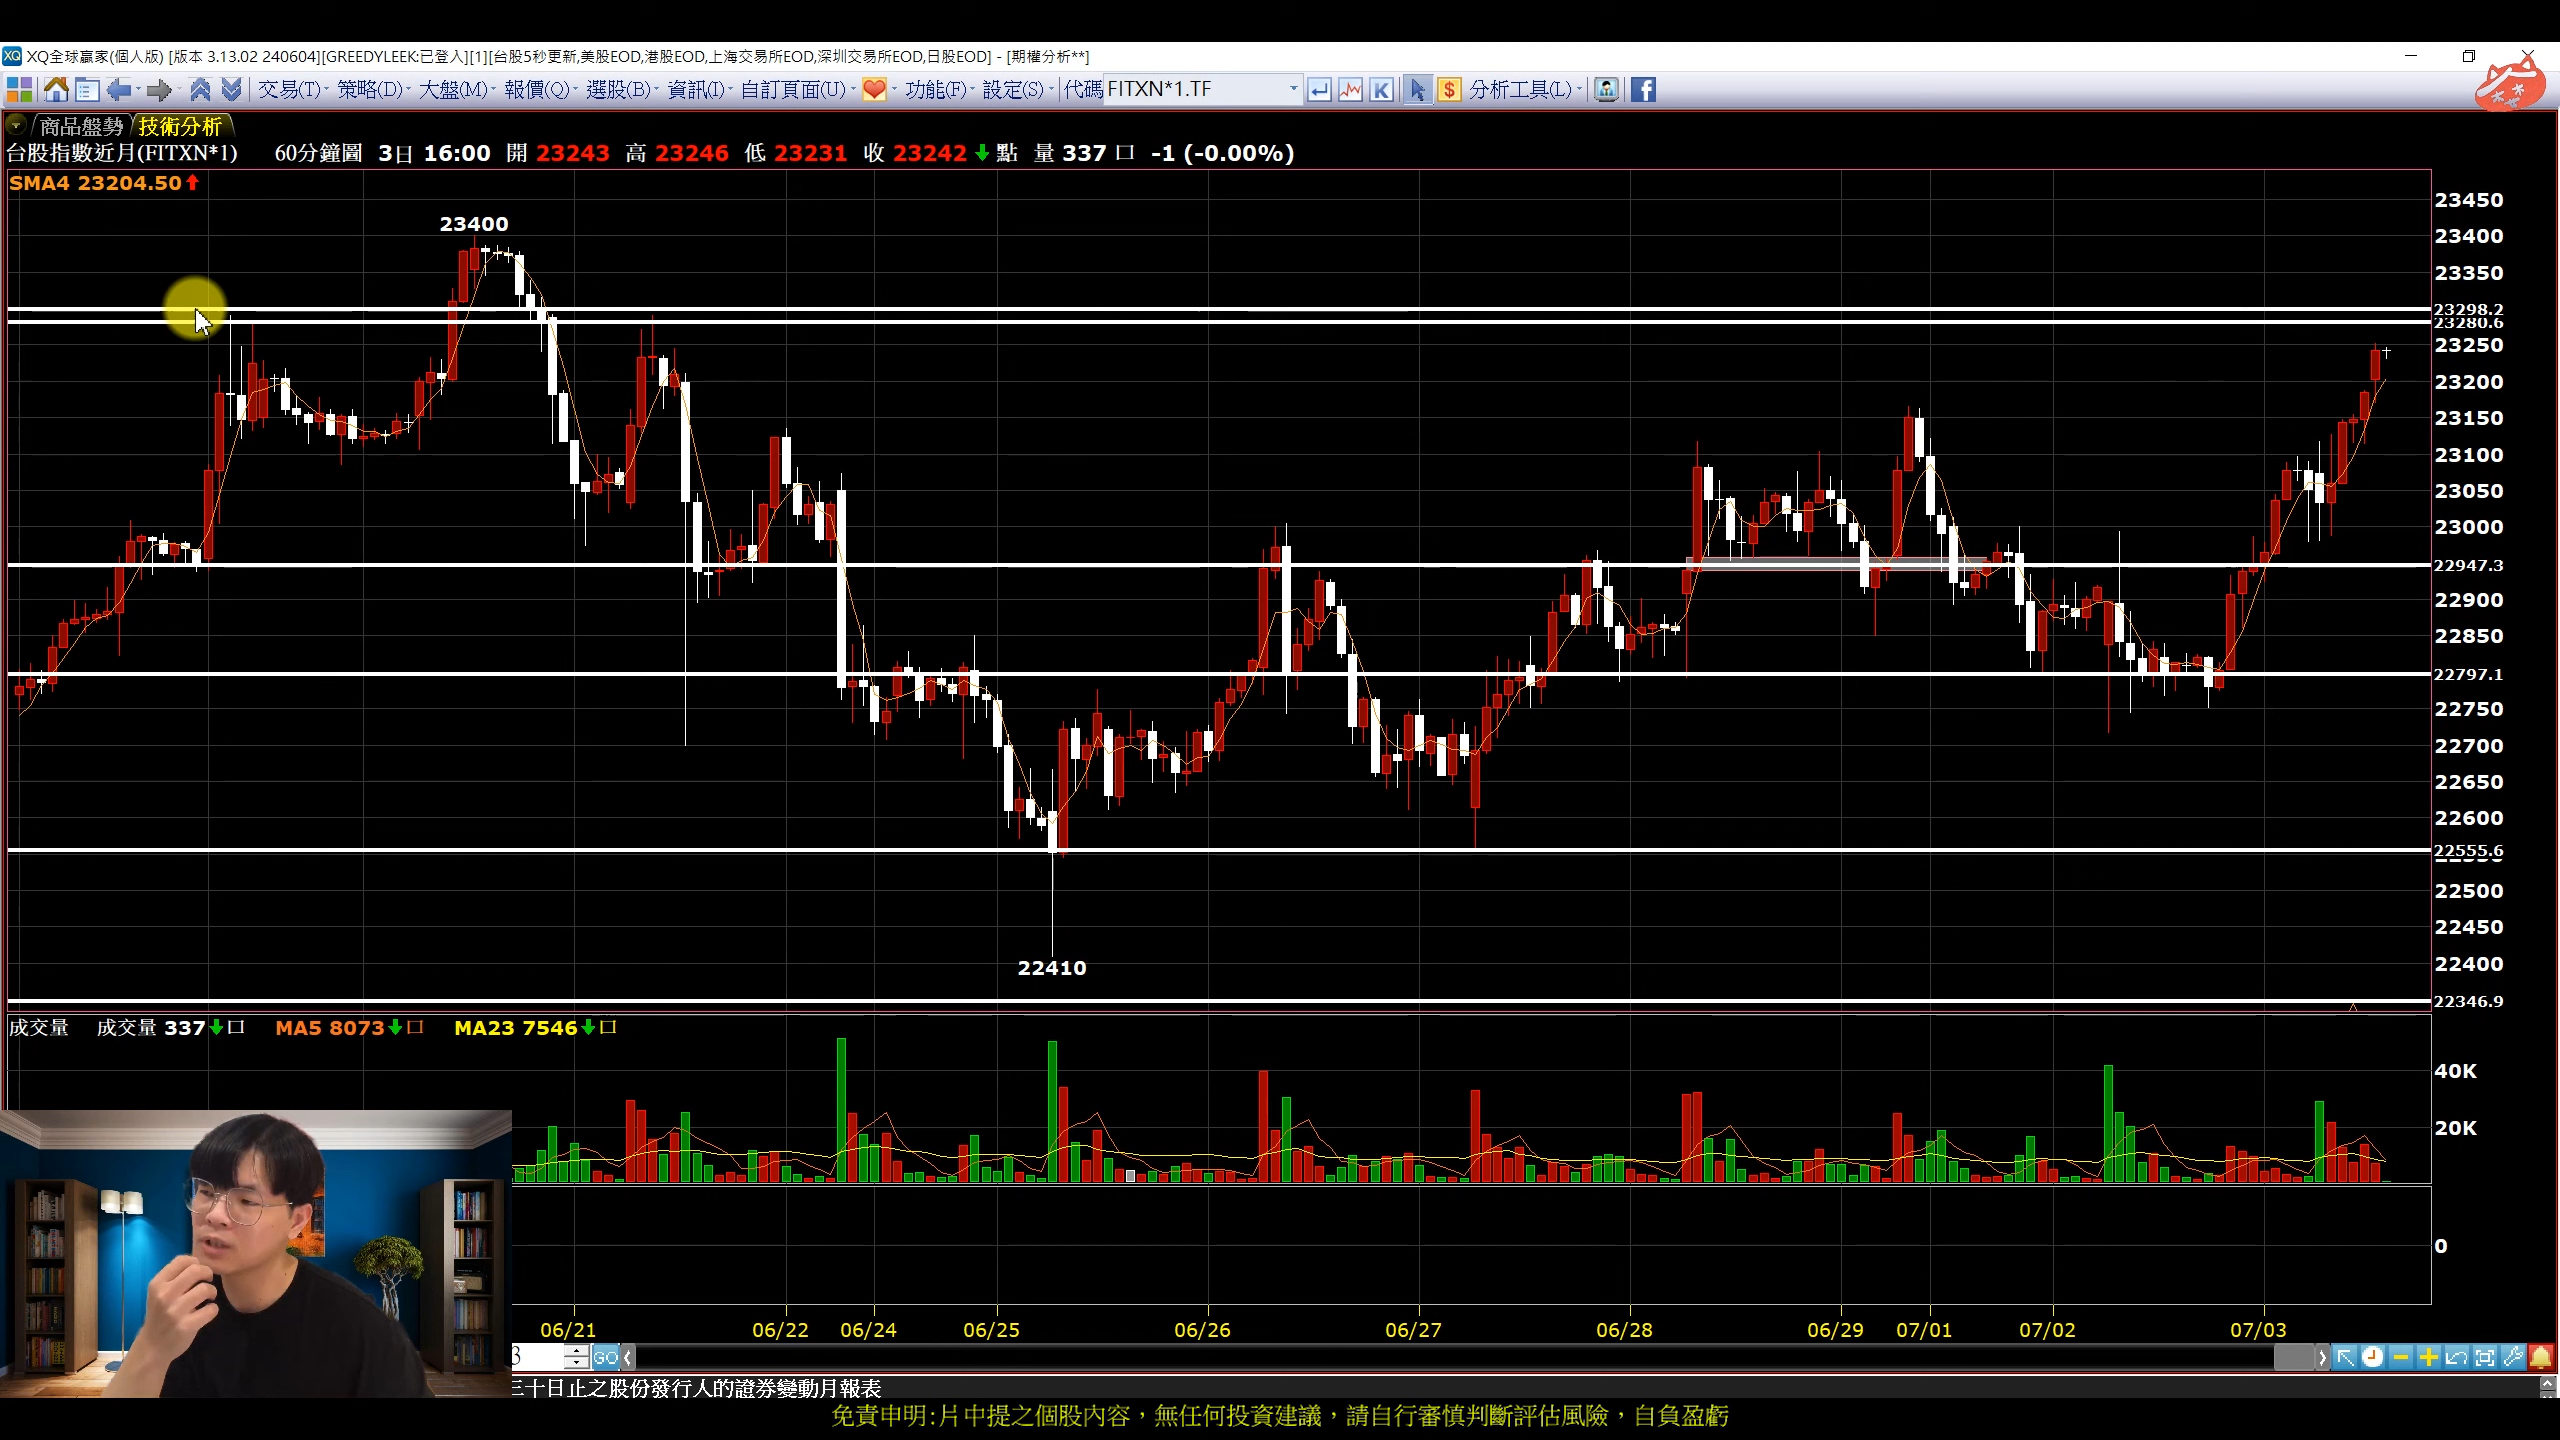 XQ全球贏家(個人版) [版本 3.13.02 240604][GREEDYLEEK:已登入][1][台股5秒更新,美股EOD,港股EOD,上海交易所EOD,深圳交易所EOD,日股EOD] - [期權分析**]
交易(T) 策略(D) 大盤(M) 報價(Q) 選股(B) 資訊(I) 自訂頁面(U) 功能(F) 設定(S) 代碼 FITXN*1.TF K $ 分析工具(L)
商品盤勢 技術分析
台股指數近月(FITXN*1) 60分鐘圖 3日 16:00 開 23243 高 23246 低 23231 收 23242 點 量 337 口 -1 (-0.00%)
SMA4 23204.50
23450
23400
23400
23350
23298.2
23280.6
23250
23200
23150
23100
23050
23000
22947.3
22900
22850
22797.1
22750
22700
22650
22600
22555.6
22500
22450
22400
22410
22346.9
成交量 成交量 337 口 MA5 8073 口 MA23 7546 口
40K
20K
0
06/21 06/22 06/24 06/25 06/26 06/27 06/28 06/29 07/01 07/02 07/03
3 GO
三十日止之股份發行人的證券變動月報表
免責申明:片中提之個股內容，無任何投資建議，請自行審慎判斷評估風險，自負盈虧